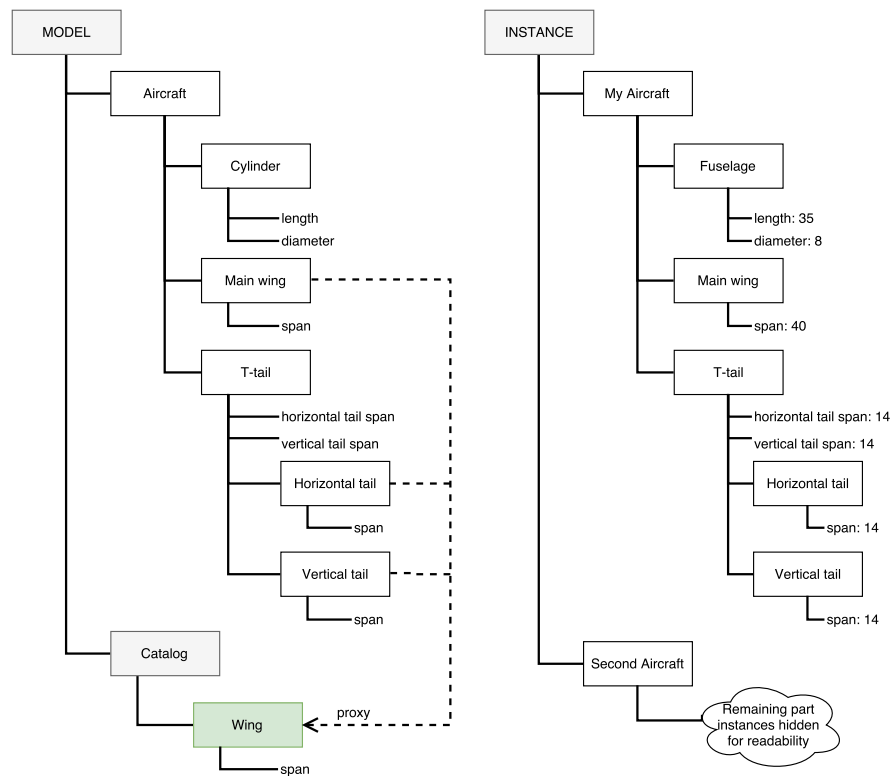 MODEL
Aircraft
Cylinder
length
diameter
Main wing
span
T-tail
horizontal tail span
vertical tail span
Horizontal tail
span
Vertical tail
span
Catalog
Wing
proxy
span
INSTANCE
My Aircraft
Fuselage
length: 35
diameter: 8
Main wing
span: 40
T-tail
horizontal tail span: 14
vertical tail span: 14
Horizontal tail
span: 14
Vertical tail
span: 14
Second Aircraft
Remaining part
instances hidden
for readability